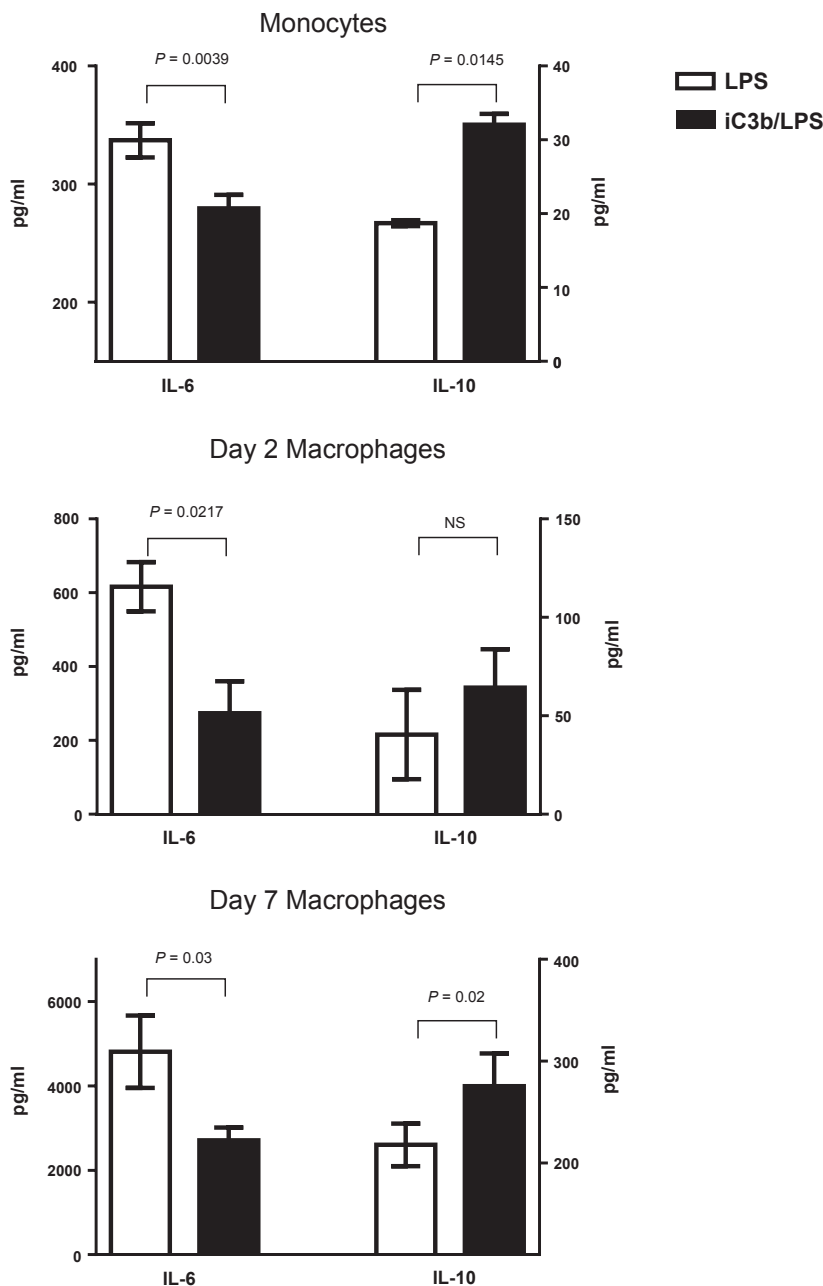 Monocytes
LPS
iC3b/LPS
P = 0.0039
P = 0.0145
400
300
200
pg/ml
40
30
20
10
0
pg/ml
IL-6
IL-10
Day 2 Macrophages
P = 0.0217
NS
800
600
400
200
0
pg/ml
150
100
50
0
pg/ml
IL-6
IL-10
Day 7 Macrophages
P = 0.03
P = 0.02
6000
4000
2000
0
pg/ml
400
300
200
pg/ml
IL-6
IL-10